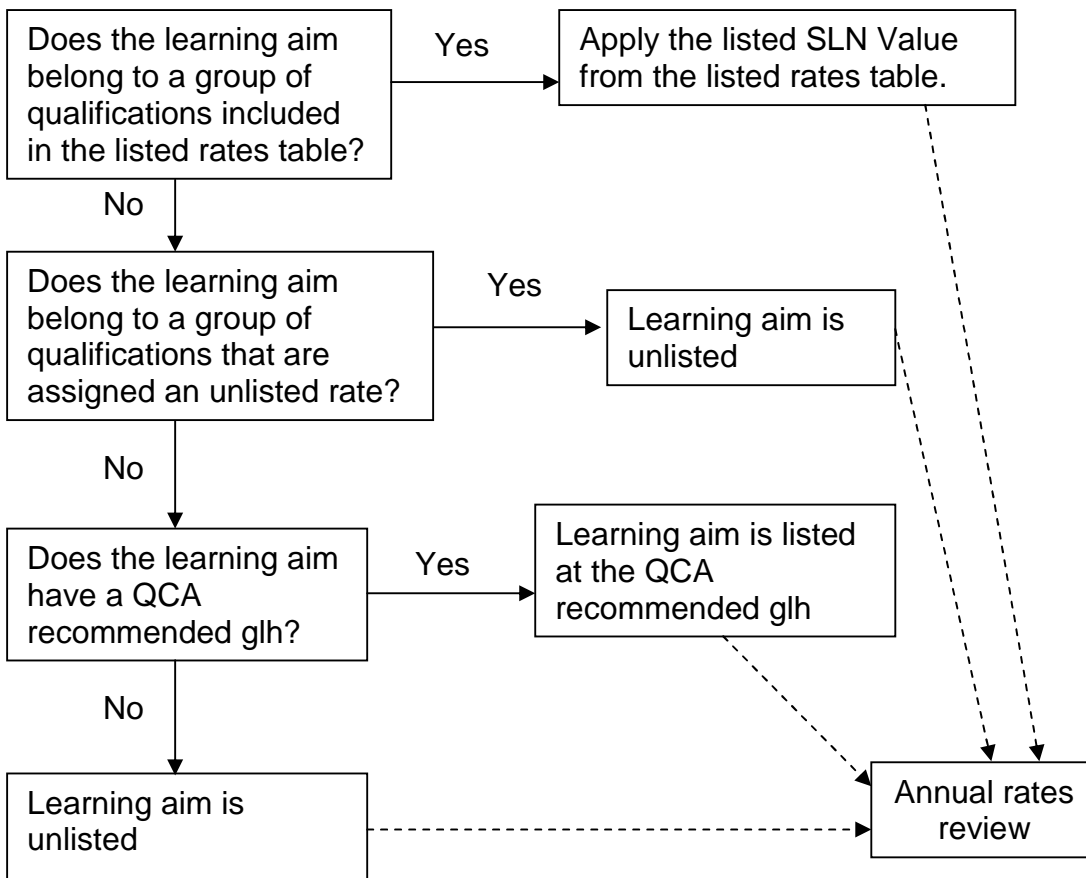 Does the learning aim
belong to a group of
qualifications included
in the listed rates table?
Yes
Apply the listed SLN Value
from the listed rates table.
No
Does the learning aim
belong to a group of
qualifications that are
assigned an unlisted rate?
Yes
Learning aim is
unlisted
No
Does the learning aim
have a QCA
recommended glh?
Yes
Learning aim is listed
at the QCA
recommended glh
No
Learning aim is
unlisted
Annual rates
review